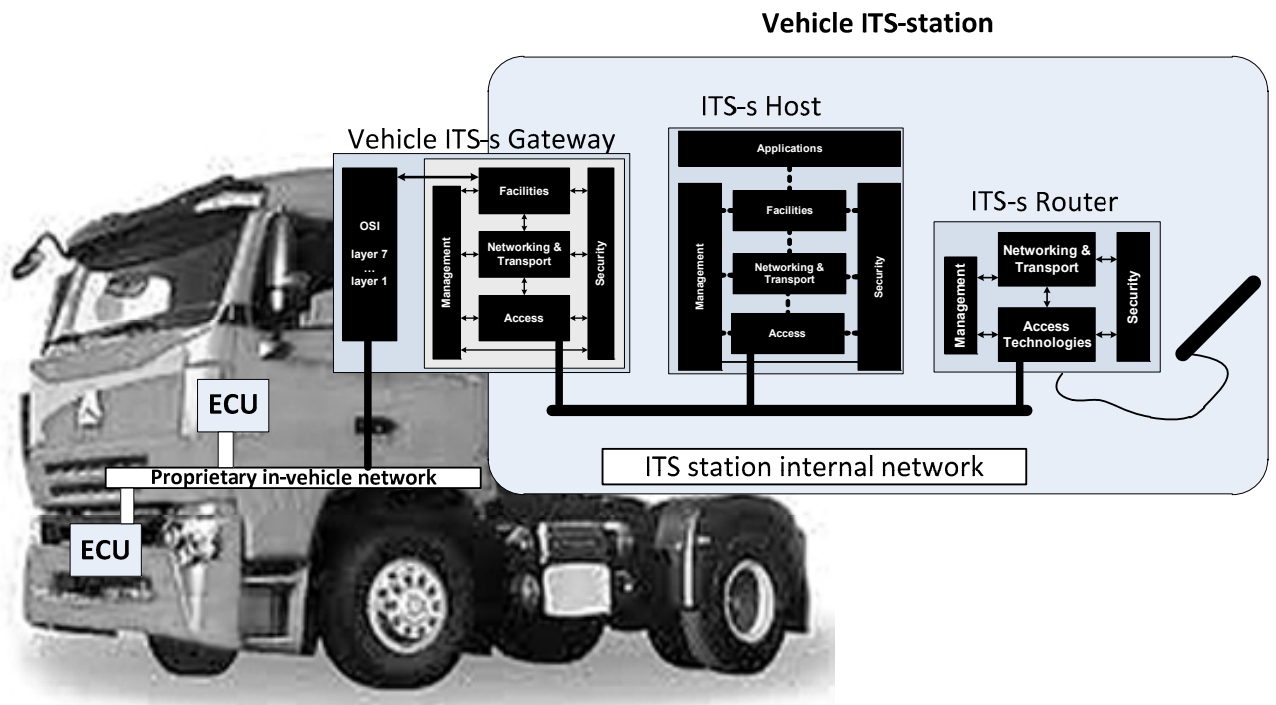 Vehicle ITS-station
ITS-s Host
Vehicle ITS-s Gateway
ITS-s Router
OSI
layer 7
...
layer 1
Management
Facilities
Networking &
Transport
Access
Security
Applications
Management
Facilities
Networking &
Transport
Access
Security
Management
Networking &
Transport
Access
Technologies
Security
ECU
Proprietary in-vehicle network
ITS station internal network
ECU